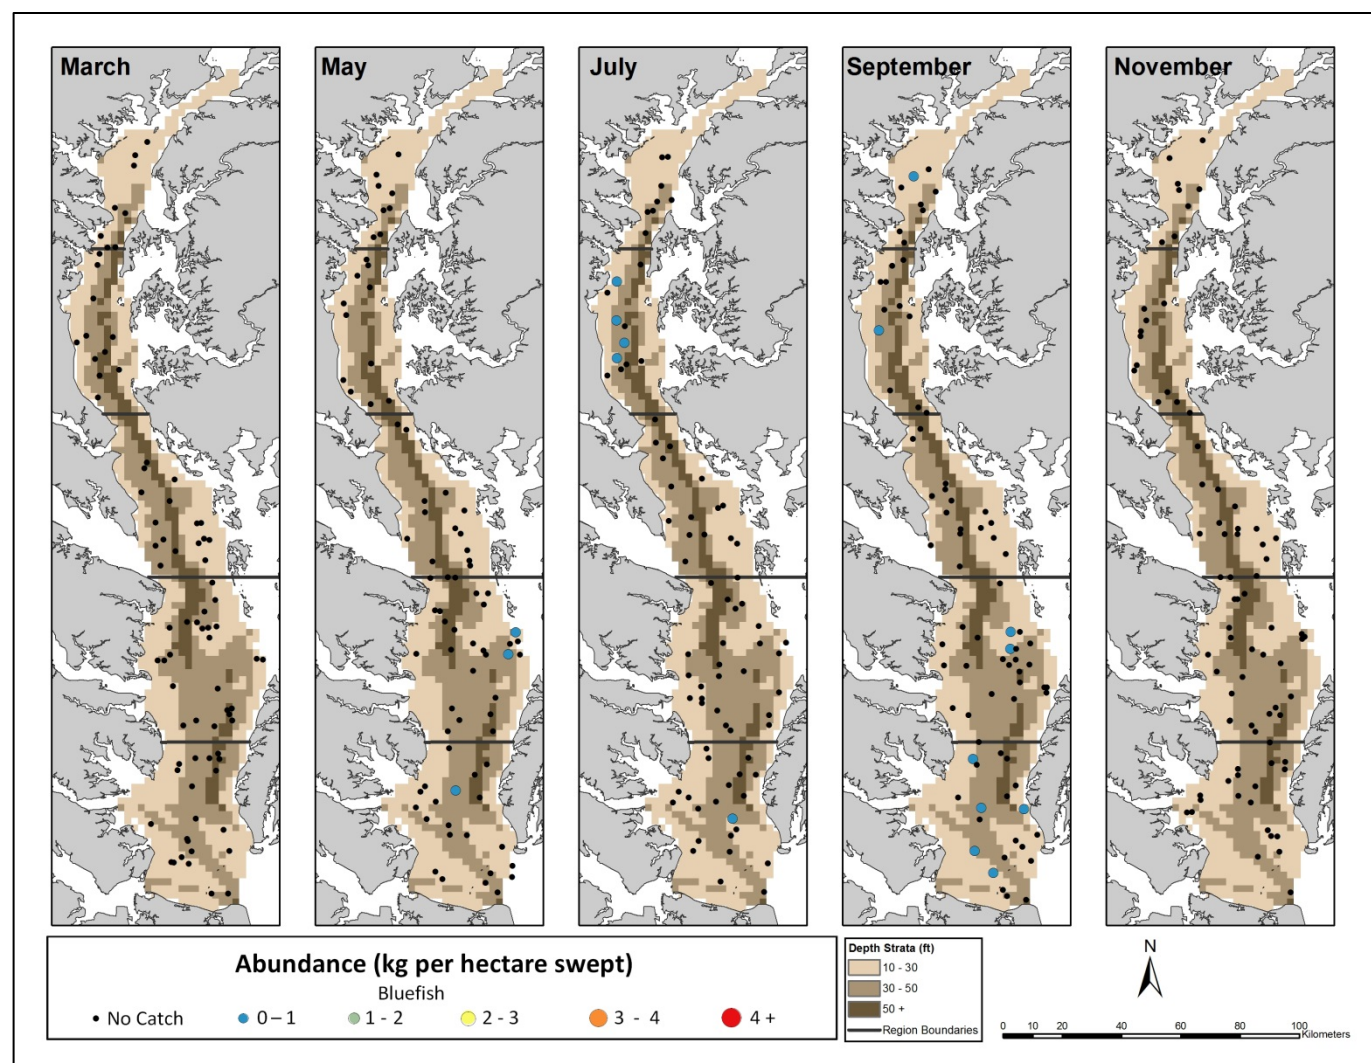 March
May
July
September
November
Abundance (kg per hectare swept)
Bluefish
No Catch
0 – 1
1 - 2
2 - 3
3 - 4
4 +
Depth Strata (ft)
10 - 30
30 - 50
50 +
Region Boundaries
N
0 10 20 40 60 80 100
Kilometers